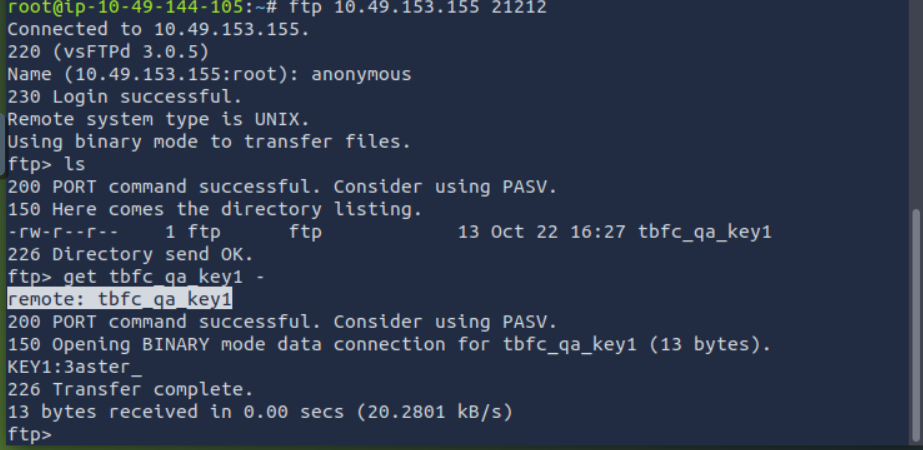 root@ip-10-49-144-105:~# ftp 10.49.153.155 21212
Connected to 10.49.153.155.
220 (vsFTPd 3.0.5)
Name (10.49.153.155:root): anonymous
230 Login successful.
Remote system type is UNIX.
Using binary mode to transfer files.
ftp> ls
200 PORT command successful. Consider using PASV.
150 Here comes the directory listing.
-rw-r--r--    1 ftp      ftp            13 Oct 22 16:27 tbfc_qa_key1
226 Directory send OK.
ftp> get tbfc_qa_key1 -
remote: tbfc_qa_key1
200 PORT command successful. Consider using PASV.
150 Opening BINARY mode data connection for tbfc_qa_key1 (13 bytes).
KEY1:3aster_
226 Transfer complete.
13 bytes received in 0.00 secs (20.2801 kB/s)
ftp>